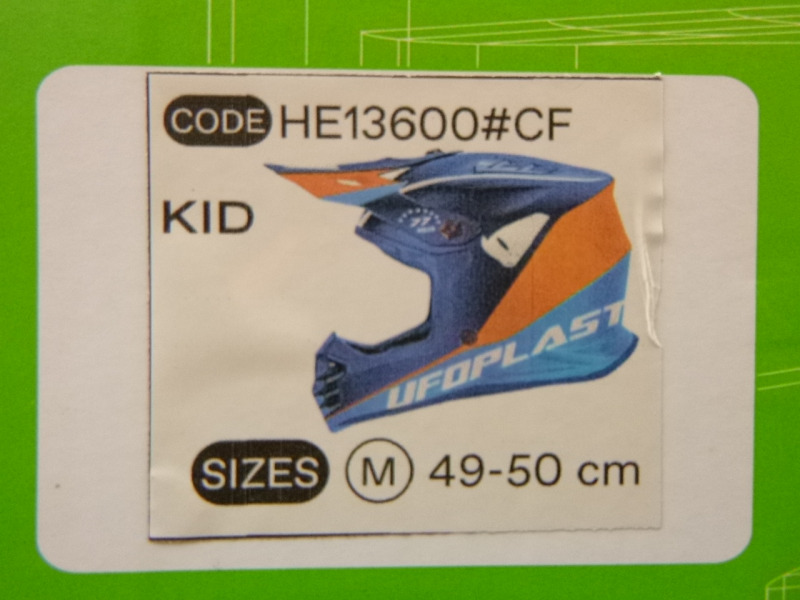 CODE HE13600#CF
KID
UFOPLAST
SIZES M 49-50 cm